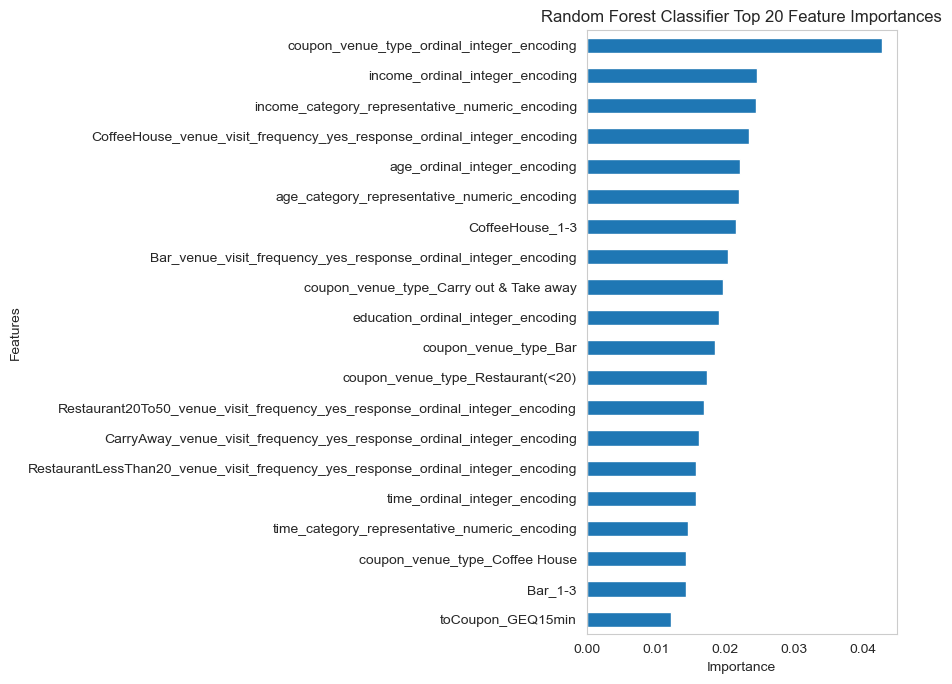 Random Forest Classifier Top 20 Feature Importances
coupon_venue_type_ordinal_integer_encoding
income_ordinal_integer_encoding
income_category_representative_numeric_encoding
CoffeeHouse_venue_visit_frequency_yes_response_ordinal_integer_encoding
age_ordinal_integer_encoding
age_category_representative_numeric_encoding
CoffeeHouse_1-3
Bar_venue_visit_frequency_yes_response_ordinal_integer_encoding
coupon_venue_type_Carry out & Take away
education_ordinal_integer_encoding
coupon_venue_type_Bar
coupon_venue_type_Restaurant(<20)
Restaurant20To50_venue_visit_frequency_yes_response_ordinal_integer_encoding
CarryAway_venue_visit_frequency_yes_response_ordinal_integer_encoding
RestaurantLessThan20_venue_visit_frequency_yes_response_ordinal_integer_encoding
time_ordinal_integer_encoding
time_category_representative_numeric_encoding
coupon_venue_type_Coffee House
Bar_1-3
toCoupon_GEQ15min
Features
0.00 0.01 0.02 0.03 0.04
Importance